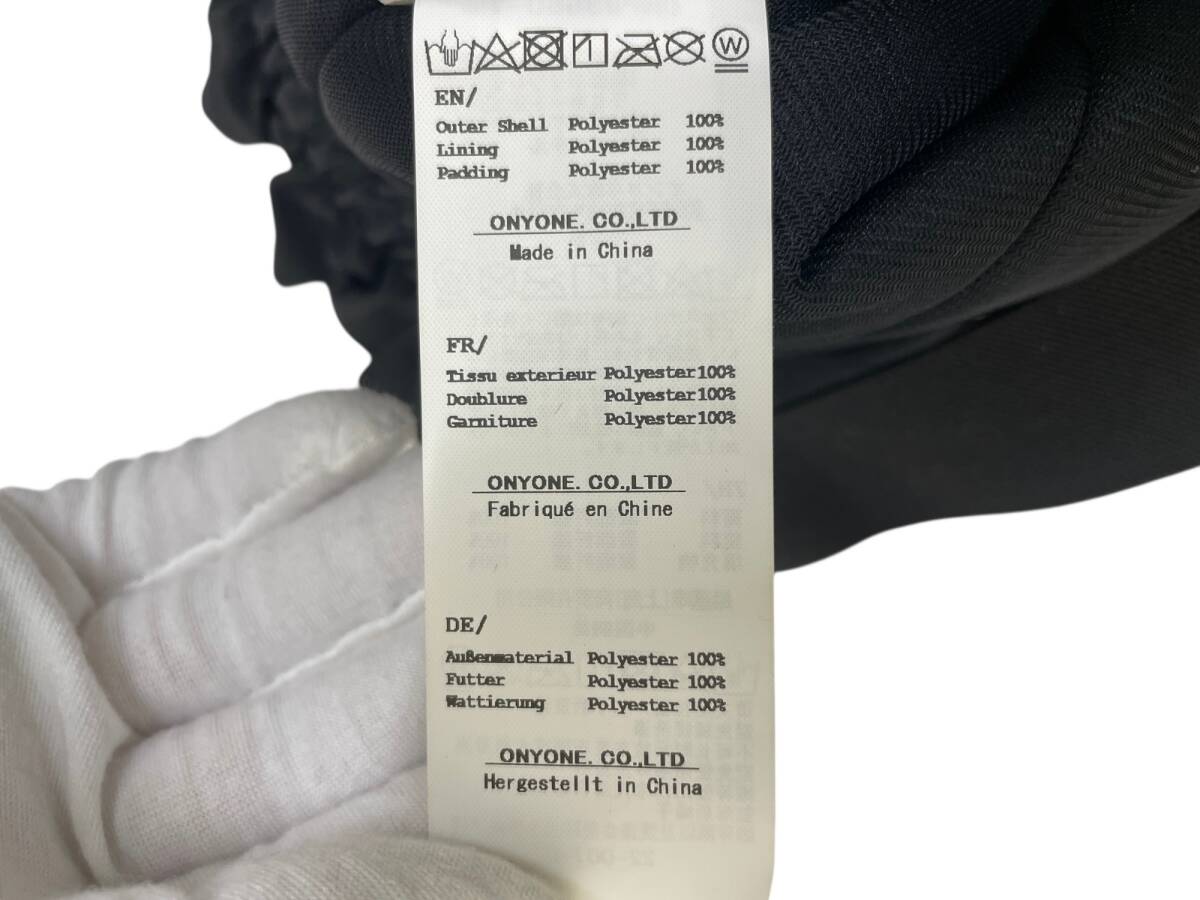 W
EN/
Outer Shell Polyester 100%
Lining Polyester 100%
Padding Polyester 100%
ONYONE. CO.,LTD
Made in China
FR/
Tissu exterieur Polyester100%
Doublure Polyester100%
Garniture Polyester100%
ONYONE. CO.,LTD
Fabriqué en Chine
DE/
Außenmaterial Polyester 100%
Futter Polyester 100%
Wattierung Polyester 100%
ONYONE. CO.,LTD
Hergestellt in China